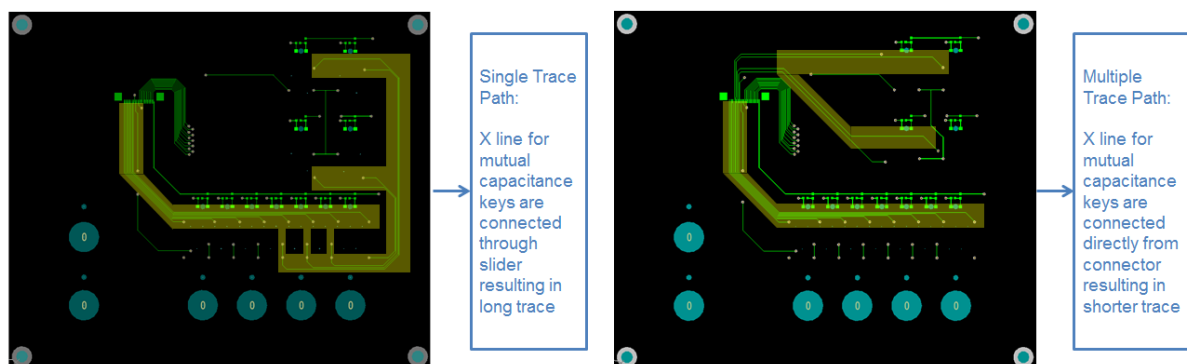 Single Trace
Path:
X line for
mutual
capacitance
keys are
connected
through
slider
resulting in
long trace
0
0
0
0
0
0
Multiple
Trace Path:
X line for
mutual
capacitance
keys are
connected
directly from
connector
resulting in
shorter trace
0
0
0
0
0
0